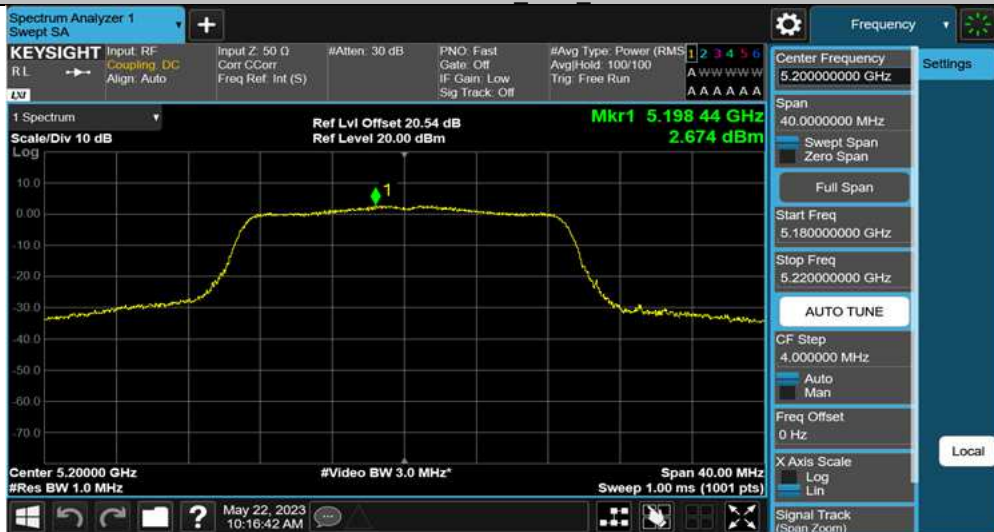 Spectrum Analyzer 1
Swept SA
+
Frequency
KEYSIGHT
RL
LXI
Input: RF
Coupling: DC
Align: Auto
Input Z: 50 Ω
Corr CCorr
Freq Ref: Int (S)
#Atten: 30 dB
PNO: Fast
Gate: Off
IF Gain: Low
Sig Track: Off
#Avg Type: Power (RMS
Avg|Hold: 100/100
Trig: Free Run
1 2 3 4 5 6
A W W W W W
A A A A A A
1 Spectrum
Scale/Div 10 dB
Ref Lvl Offset 20.54 dB
Ref Level 20.00 dBm
Mkr1 5.198 44 GHz
2.674 dBm
Log
10.0
0.00
-10.0
-20.0
-30.0
-40.0
-50.0
-60.0
-70.0
1
Center 5.20000 GHz
#Res BW 1.0 MHz
#Video BW 3.0 MHz*
Span 40.00 MHz
Sweep 1.00 ms (1001 pts)
?
May 22, 2023
10:16:42 AM
Center Frequency
5.200000000 GHz
Span
40.0000000 MHz
Swept Span
Zero Span
Full Span
Start Freq
5.180000000 GHz
Stop Freq
5.220000000 GHz
AUTO TUNE
CF Step
4.000000 MHz
Auto
Man
Freq Offset
0 Hz
X Axis Scale
Log
Lin
Signal Track
(Span Zoom)
Settings
Local